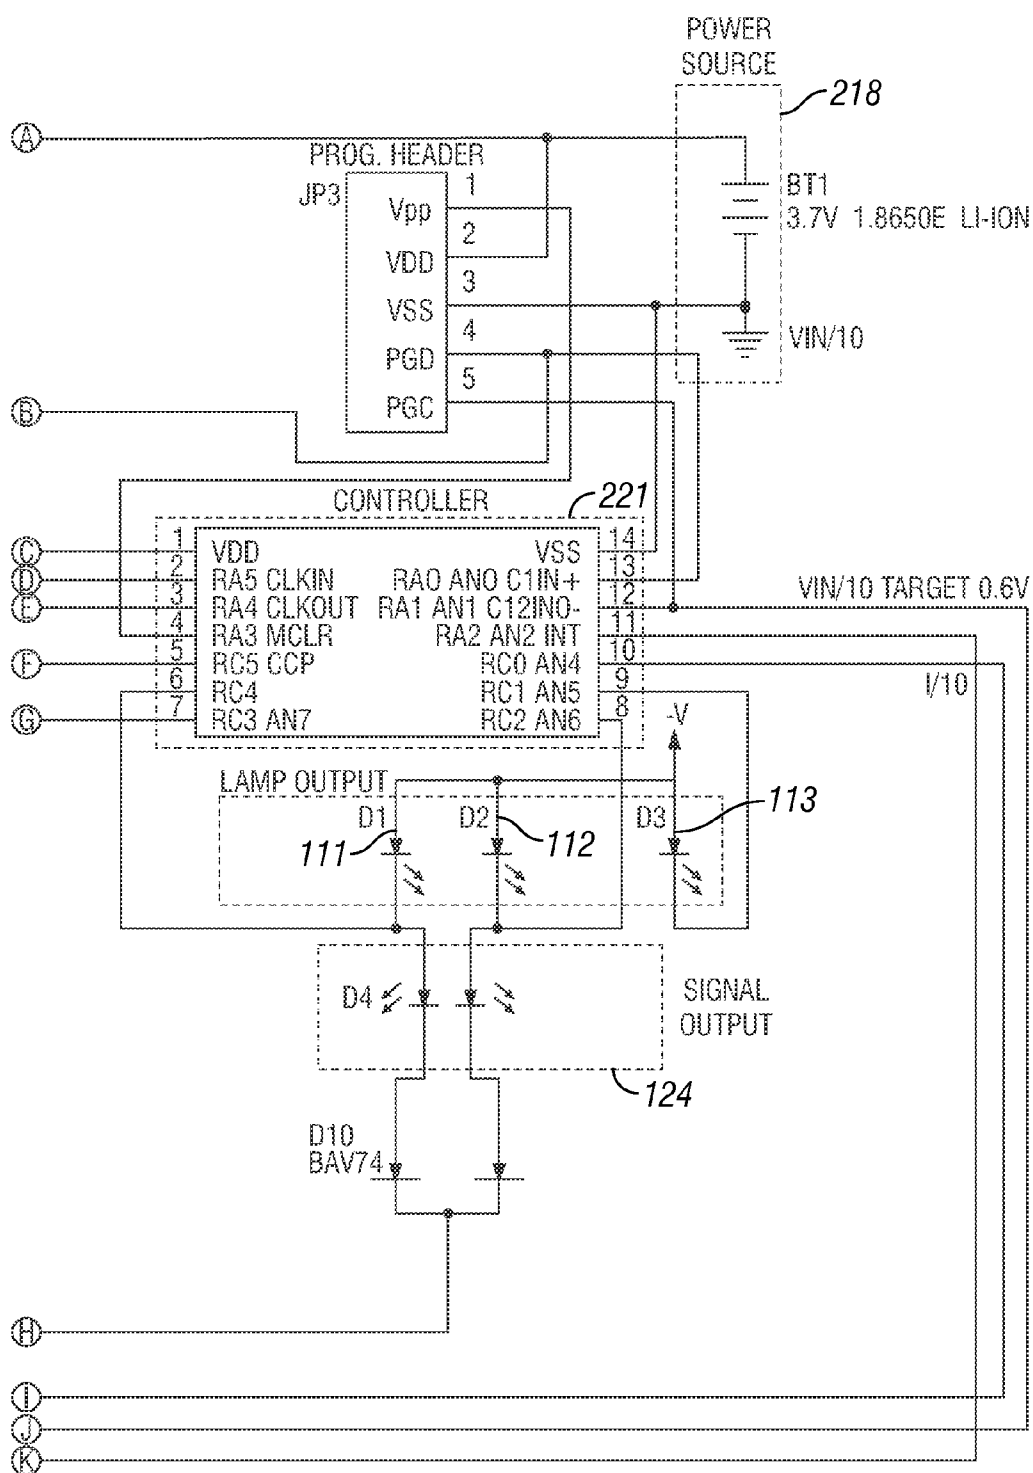 POWER
SOURCE
218
A
PROG. HEADER
JP3
1
Vpp
2
VDD
3
VSS
4
PGD
5
PGC
BT1
3.7V 1.8650E LI-ION
VIN/10
B
CONTROLLER
221
C 1 VDD VSS 14
D 2 RA5 CLKIN RA0 AN0 C1IN+ 13
E 3 RA4 CLKOUT RA1 AN1 C12IN0- 12
VIN/10 TARGET 0.6V
4 RA3 MCLR RA2 AN2 INT 11
F 5 RC5 CCP RC0 AN4 10
6 RC4 RC1 AN5 9
I/10
G 7 RC3 AN7 RC2 AN6 8
-V
LAMP OUTPUT
D1 D2 D3 113
111 112
D4
SIGNAL
OUTPUT
124
D10
BAV74
H
I
J
K